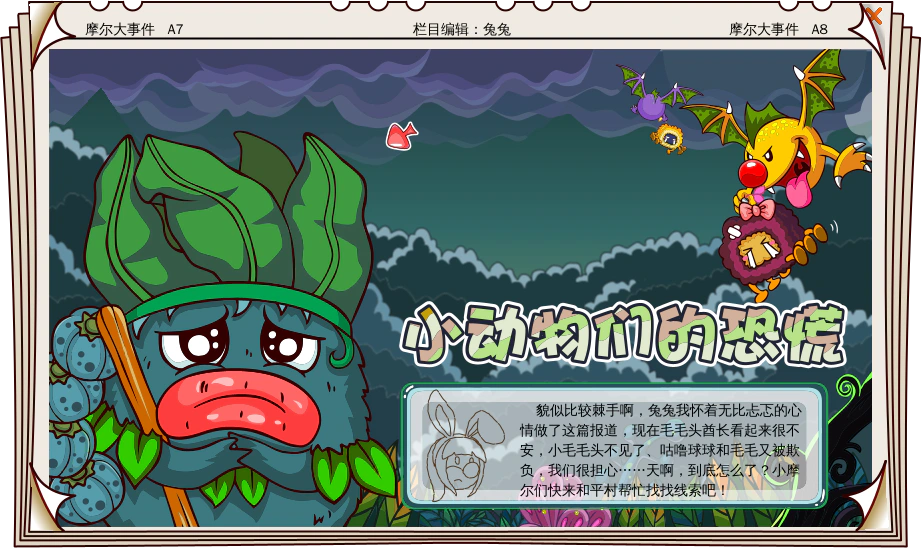 摩尔大事件 A7
栏目编辑：兔兔
摩尔大事件 A8
小动物们的恐慌
貌似比较棘手啊，兔兔我怀着无比忐忑的心
情做了这篇报道，现在毛毛头酋长看起来很不
安，小毛毛头不见了、咕噜球球和毛毛又被欺
负，我们很担心……天啊，到底怎么了？小摩
尔们快来和平村帮忙找找线索吧！